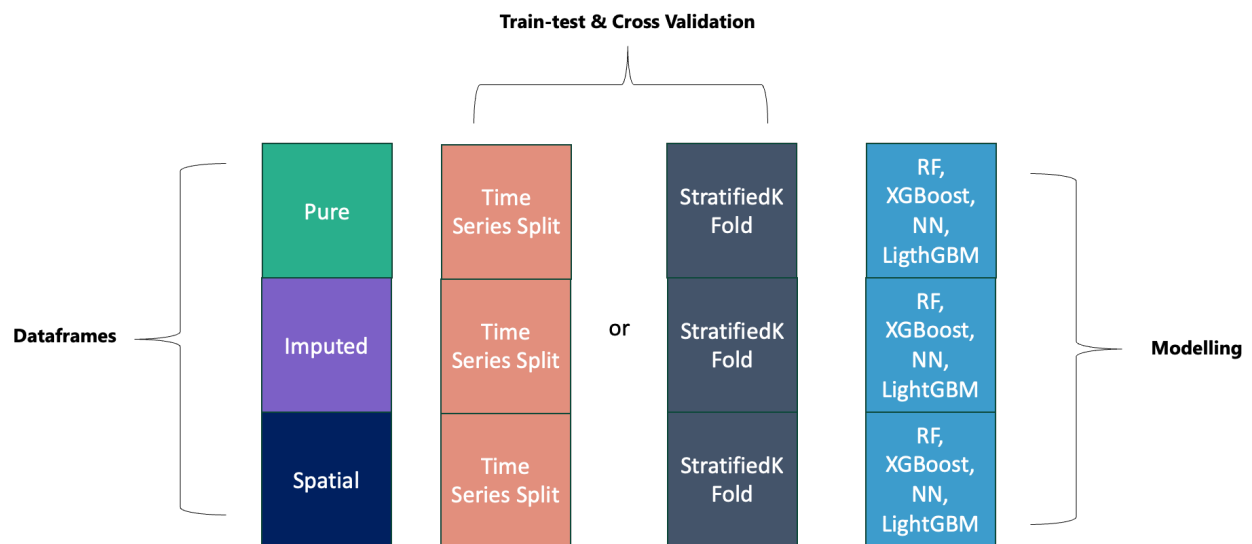 Train-test & Cross Validation
Pure
Time
Series Split
StratifiedK
Fold
RF,
XGBoost,
NN,
LigthGBM
Dataframes
Imputed
Time
Series Split
or
StratifiedK
Fold
RF,
XGBoost,
NN,
LightGBM
Modelling
Spatial
Time
Series Split
StratifiedK
Fold
RF,
XGBoost,
NN,
LightGBM